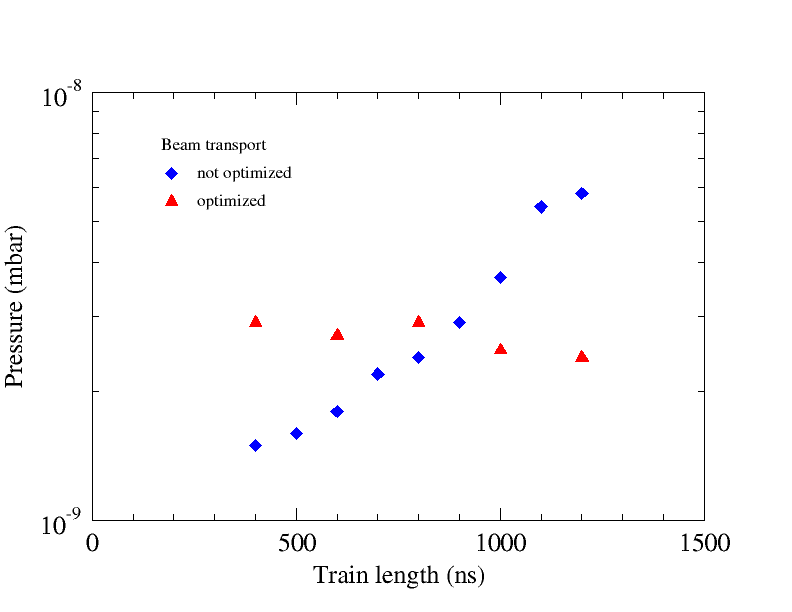 10-8
Beam transport
not optimized
optimized
Pressure (mbar)
10-9
0 500 1000 1500
Train length (ns)